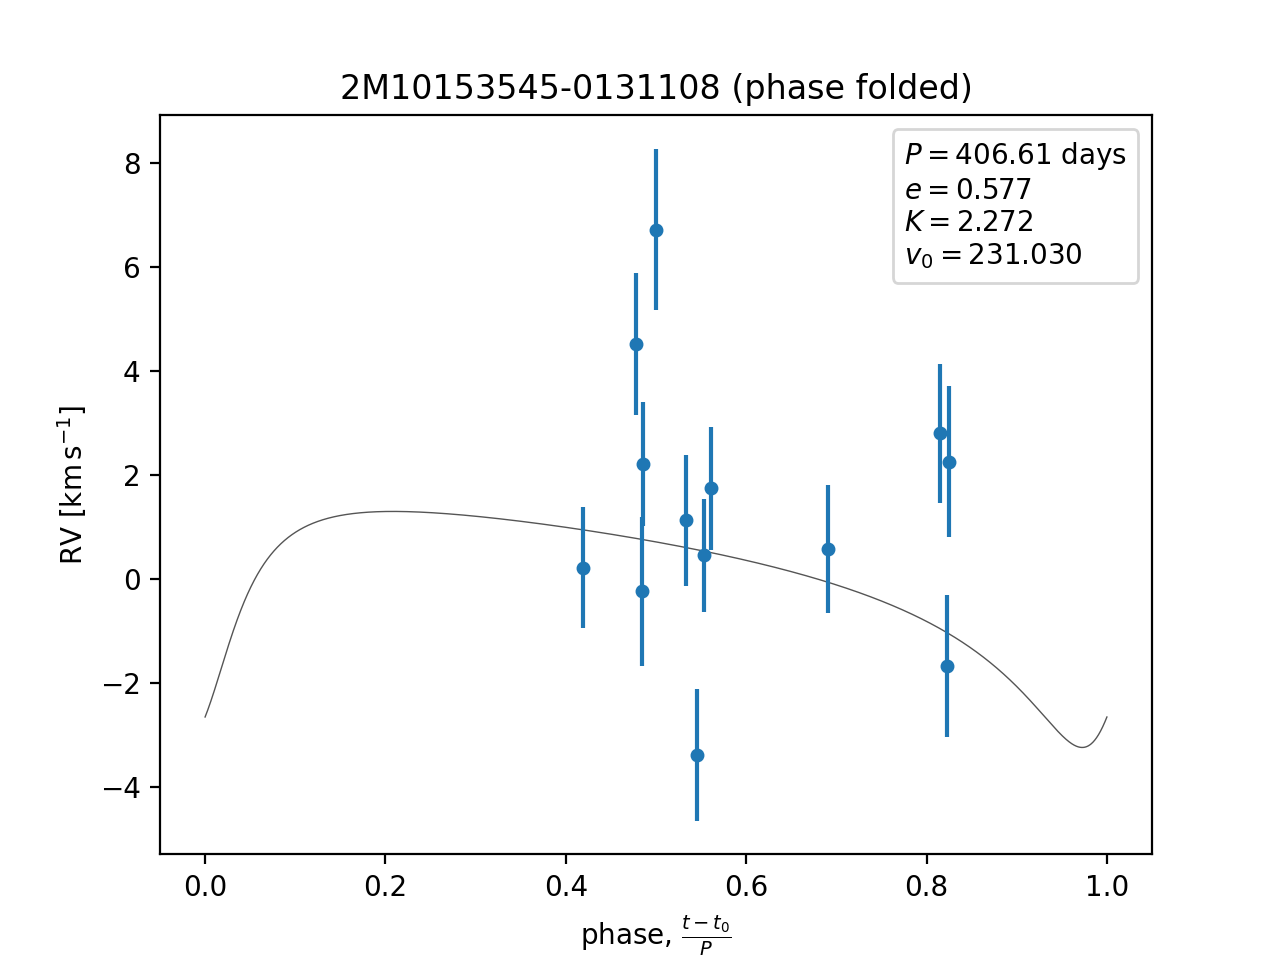 2M10153545-0131108 (phase folded)
P = 406.61 days
e = 0.577
K = 2.272
v₀ = 231.030
RV [km s⁻¹]
8
6
4
2
0
−2
−4
0.0 0.2 0.4 0.6 0.8 1.0
phase, (t − t₀)/P